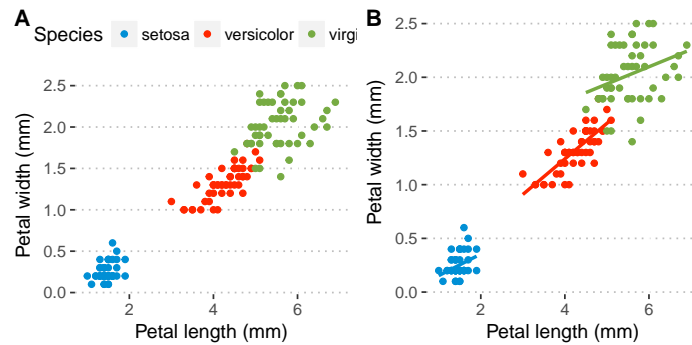 A
Species setosa versicolor virgi
2.5
2.0
1.5
1.0
0.5
0.0
Petal width (mm)
2 4 6
Petal length (mm)
B
2.5
2.0
1.5
1.0
0.5
0.0
Petal width (mm)
2 4 6
Petal length (mm)